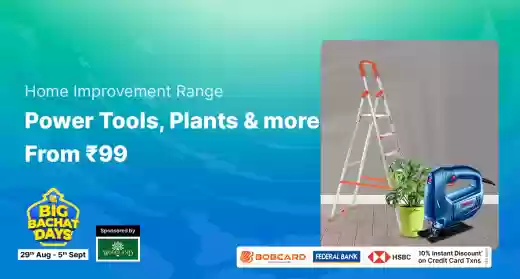 Home Improvement Range
Power Tools, Plants & more
From ₹99
BIG
BACHAT
DAYS
29th Aug - 5th Sept
Sponsored by
BOBCARD
FEDERAL BANK
HSBC
10% Instant Discount*
on Credit Card Txns